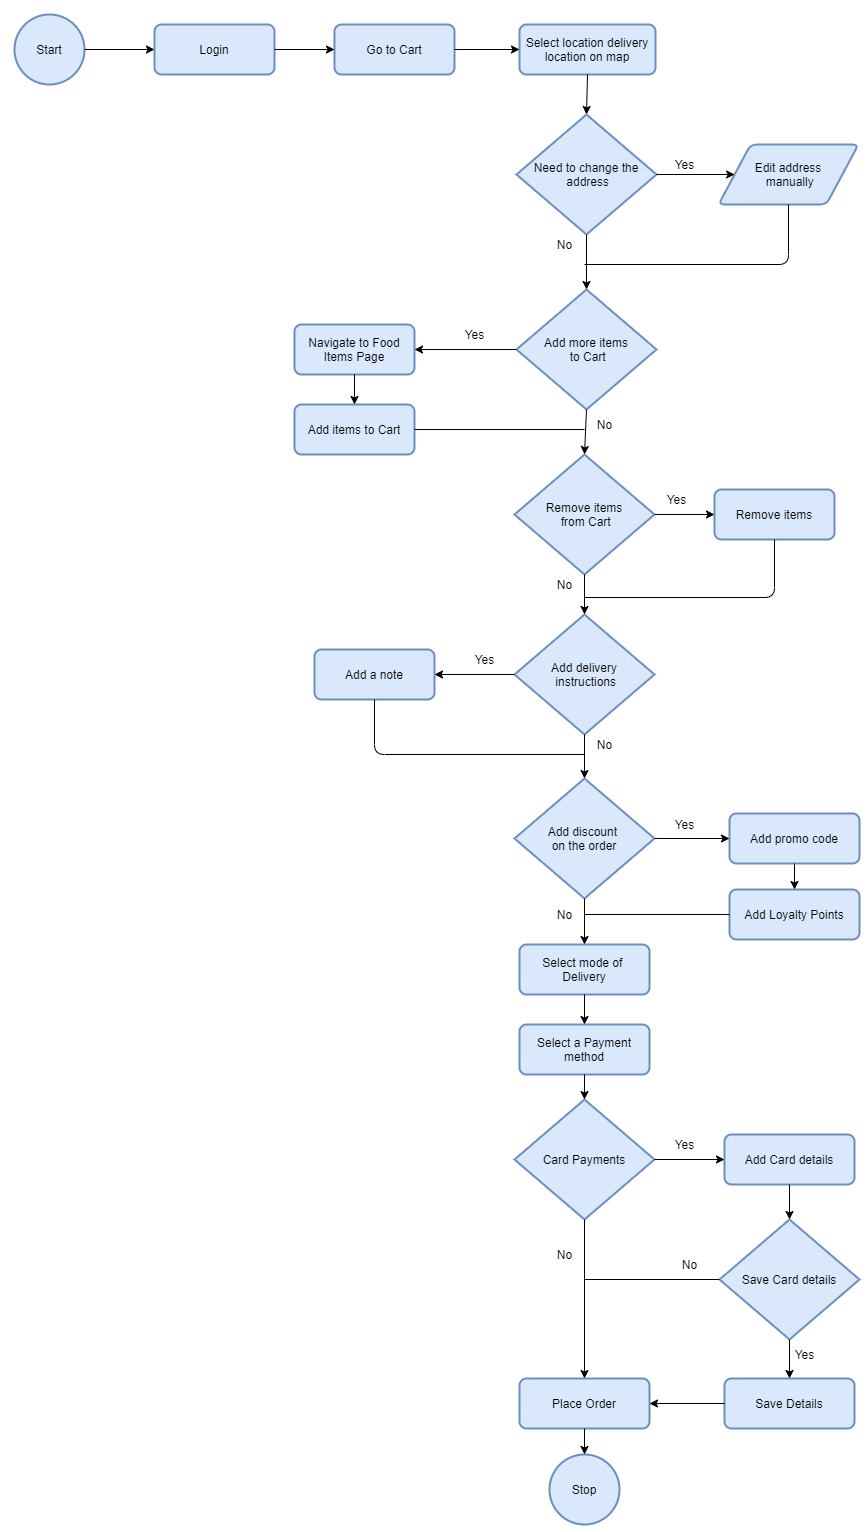 Start
Login
Go to Cart
Select location delivery
location on map
Need to change the
address
Yes
Edit address
manually
No
Add more items
to Cart
Yes
Navigate to Food
Items Page
Add items to Cart
No
Remove items
from Cart
Yes
Remove items
No
Add delivery
instructions
Yes
Add a note
No
Add discount
on the order
Yes
Add promo code
Add Loyalty Points
No
Select mode of
Delivery
Select a Payment
method
Card Payments
Yes
Add Card details
No
No
Save Card details
Yes
Place Order
Save Details
Stop